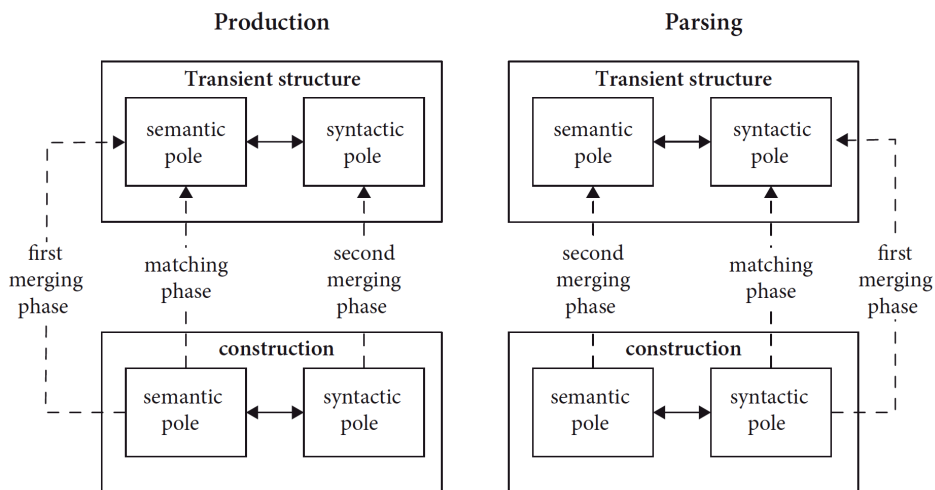 Production
Transient structure
semantic
pole
syntactic
pole
first
merging
phase
matching
phase
second
merging
phase
construction
semantic
pole
syntactic
pole
Parsing
Transient structure
semantic
pole
syntactic
pole
second
merging
phase
matching
phase
first
merging
phase
construction
semantic
pole
syntactic
pole